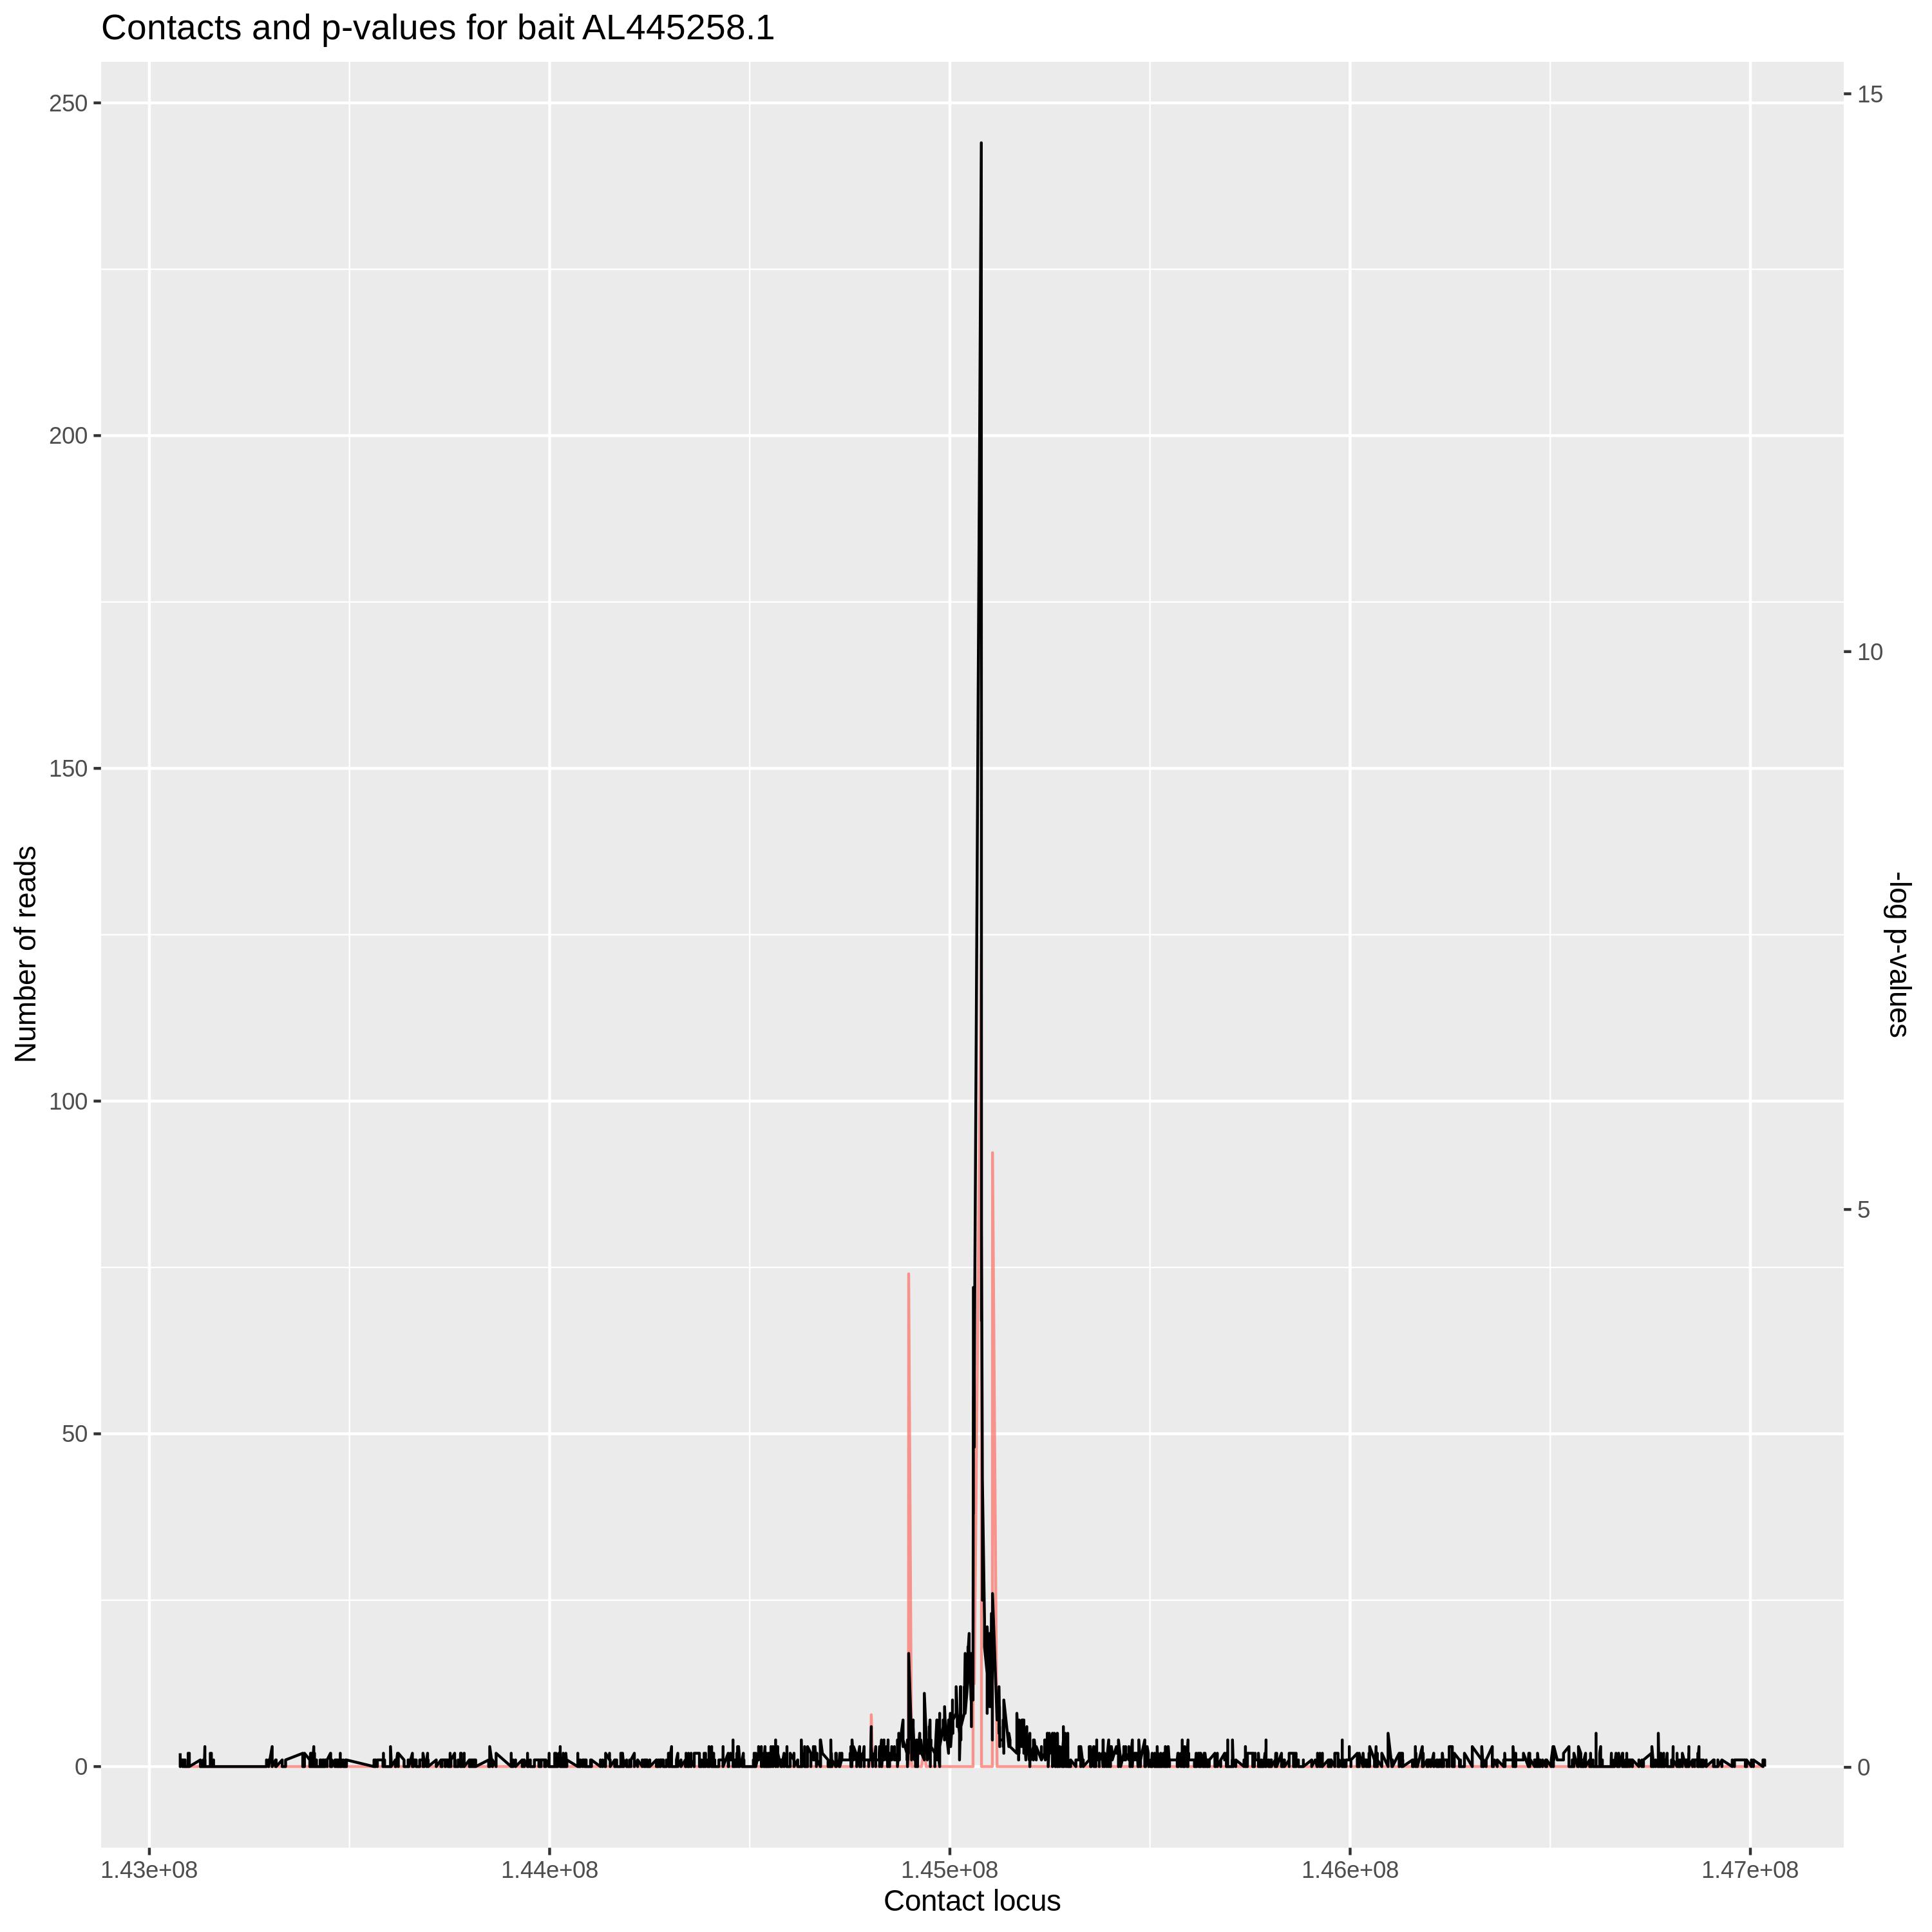 Contacts and p-values for bait AL445258.1
250
200
150
100
50
0
Number of reads
15
10
5
0
-log p-values
1.43e+08
1.44e+08
1.45e+08
1.46e+08
1.47e+08
Contact locus